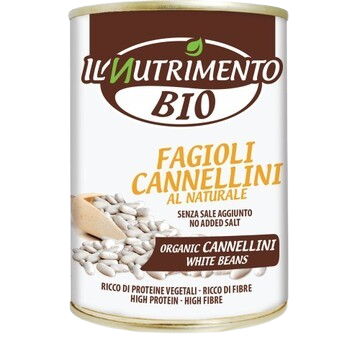 IL NUTRIMENTO
BIO
FAGIOLI
CANNELLINI
AL NATURALE
SENZA SALE AGGIUNTO
NO ADDED SALT
ORGANIC CANNELLINI
WHITE BEANS
RICCO DI PROTEINE VEGETALI - RICCO DI FIBRE
HIGH PROTEIN - HIGH FIBRE